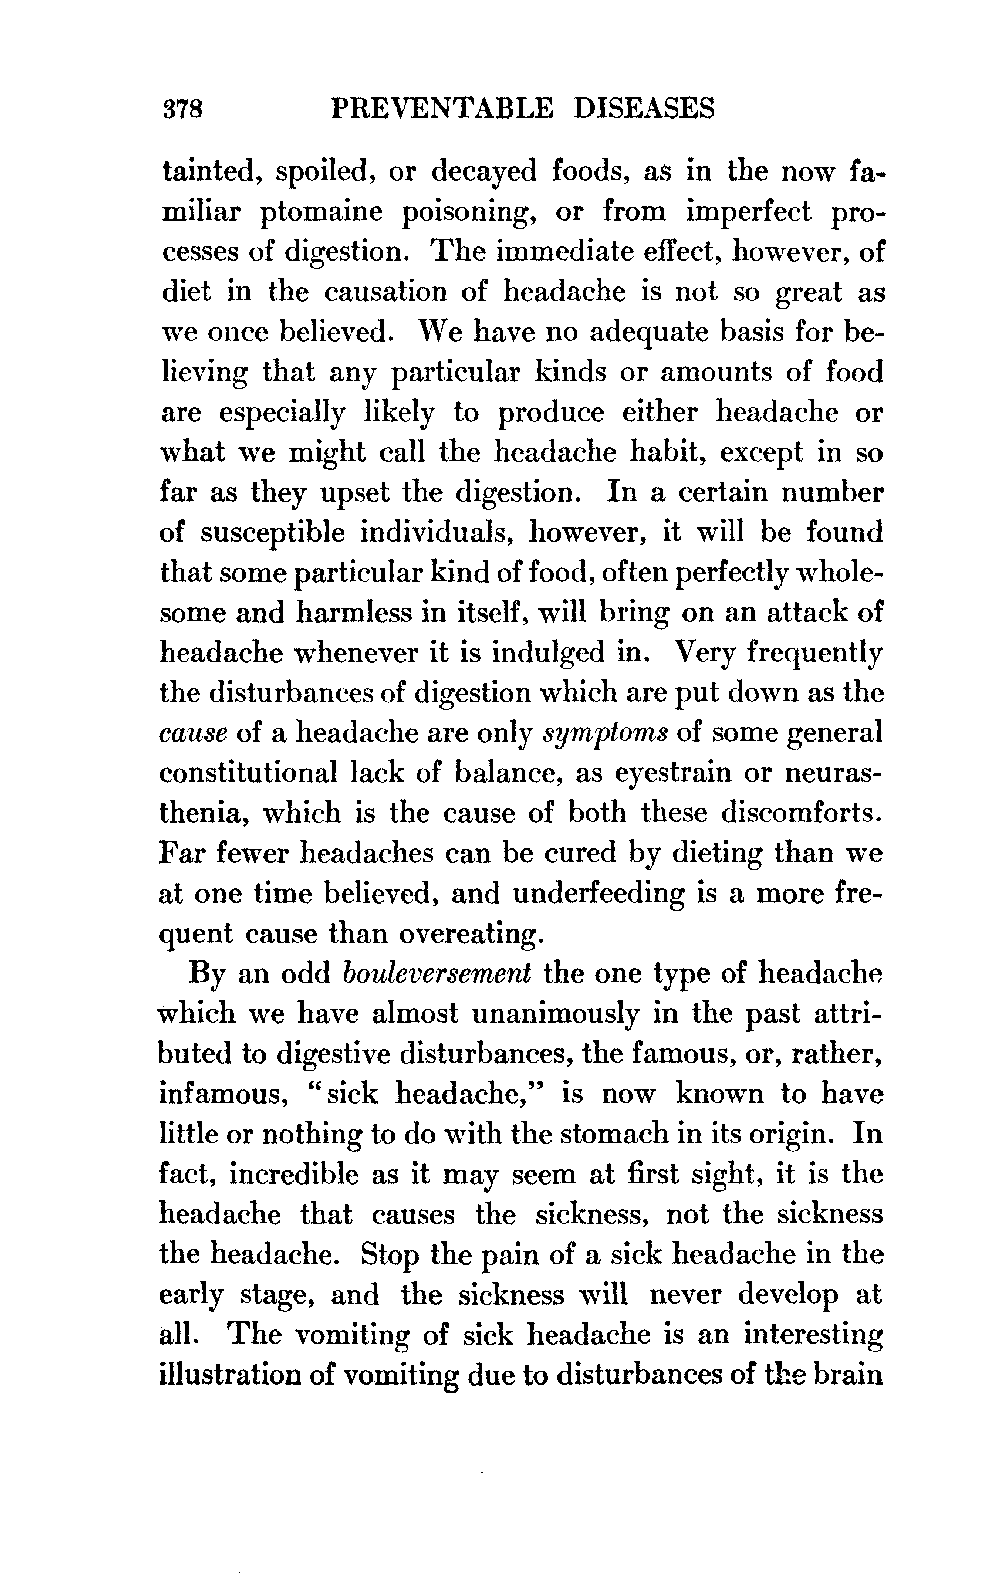 378 PREVENTABLE DISEASES
tainted, spoiled, or decayed foods, as in the now fa-
miliar ptomaine poisoning, or from imperfect pro-
cesses of digestion. The immediate effect, however, of
diet in the causation of headache is not so great as
we once believed. We have no adequate basis for be-
lieving that any particular kinds or amounts of food
are especially likely to produce either headache or
what we might call the headache habit, except in so
far as they upset the digestion. In a certain number
of susceptible individuals, however, it will be found
that some particular kind of food, often perfectly whole-
some and harmless in itself, will bring on an attack of
headache whenever it is indulged in. Very frequently
the disturbances of digestion which are put down as the
cause of a headache are only symptoms of some general
constitutional lack of balance, as eyestrain or neuras-
thenia, which is the cause of both these discomforts.
Far fewer headaches can be cured by dieting than we
at one time believed, and underfeeding is a more fre-
quent cause than overeating.
By an odd bouleversement the one type of headache
which we have almost unanimously in the past attri-
buted to digestive disturbances, the famous, or, rather,
infamous, "sick headache," is now known to have
little or nothing to do with the stomach in its origin. In
fact, incredible as it may seem at first sight, it is the
headache that causes the sickness, not the sickness
the headache. Stop the pain of a sick headache in the
early stage, and the sickness will never develop at
all. The vomiting of sick headache is an interesting
illustration of vomiting due to disturbances of the brain